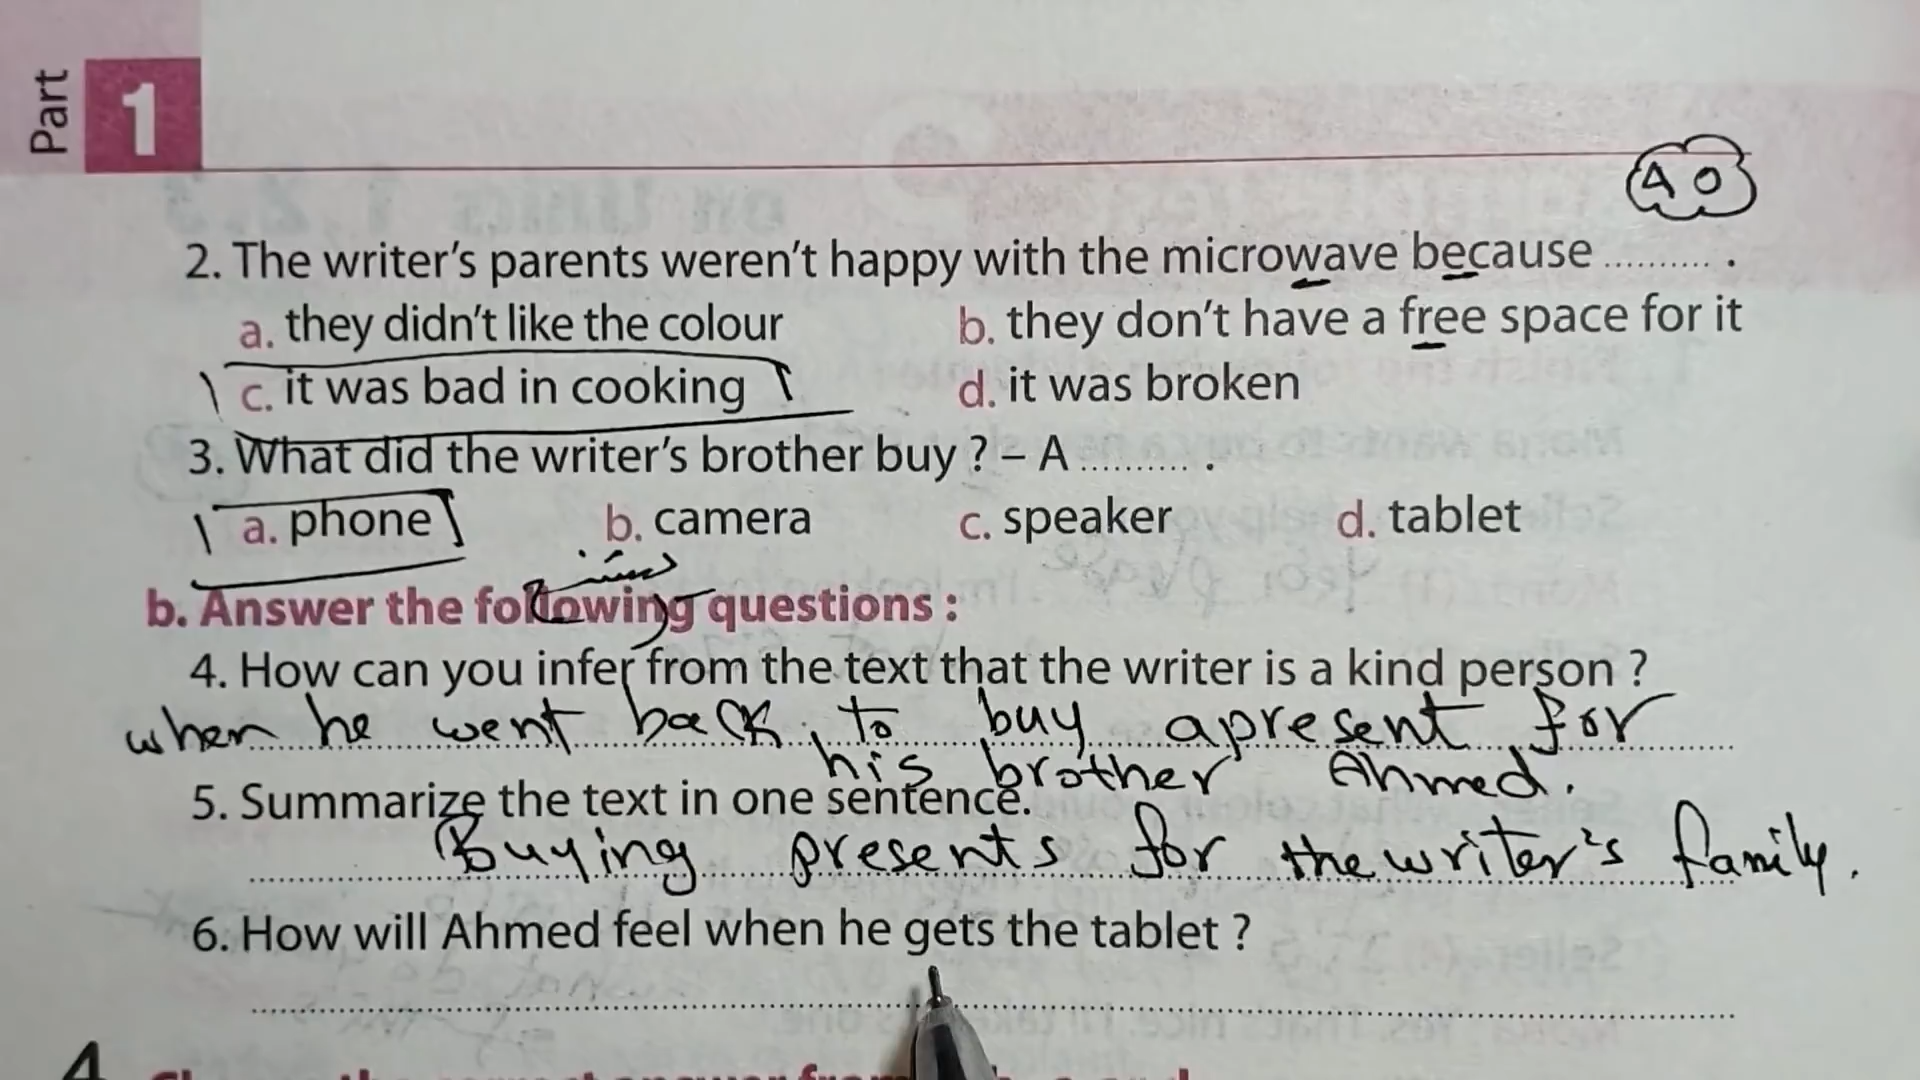 Part 1
40
2. The writer's parents weren't happy with the microwave because .......... .
a. they didn't like the colour b. they don't have a free space for it
c. it was bad in cooking d. it was broken
3. What did the writer's brother buy ? – A .......... .
a. phone b. camera c. speaker d. tablet
b. Answer the following questions :
4. How can you infer from the text that the writer is a kind person ?
when he went back to buy apresent for
his brother Ahmed.
5. Summarize the text in one sentence.
Buying presents for the writer's family.
6. How will Ahmed feel when he gets the tablet ?
4